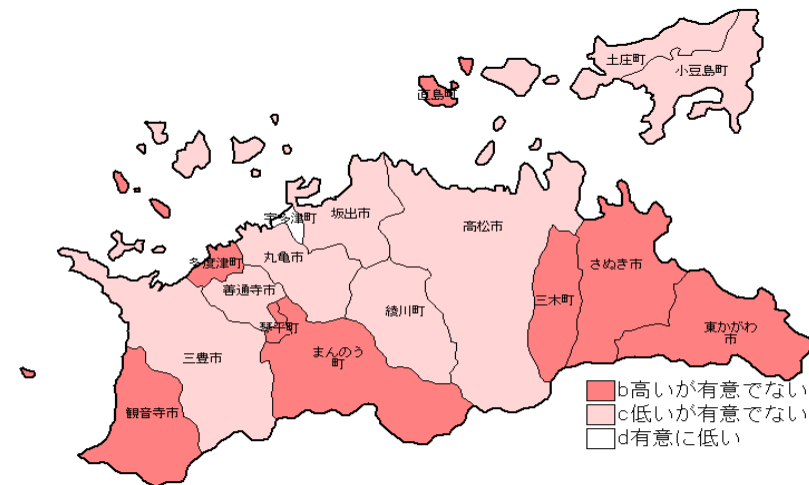 土庄町
小豆島町
直島町
宇多津町
坂出市
高松市
多度津町
丸亀市
さぬき市
善通寺市
三木町
綾川町
琴平町
まんのう
町
東かがわ
市
三豊市
観音寺市
b高いが有意でない
c低いが有意でない
d有意に低い